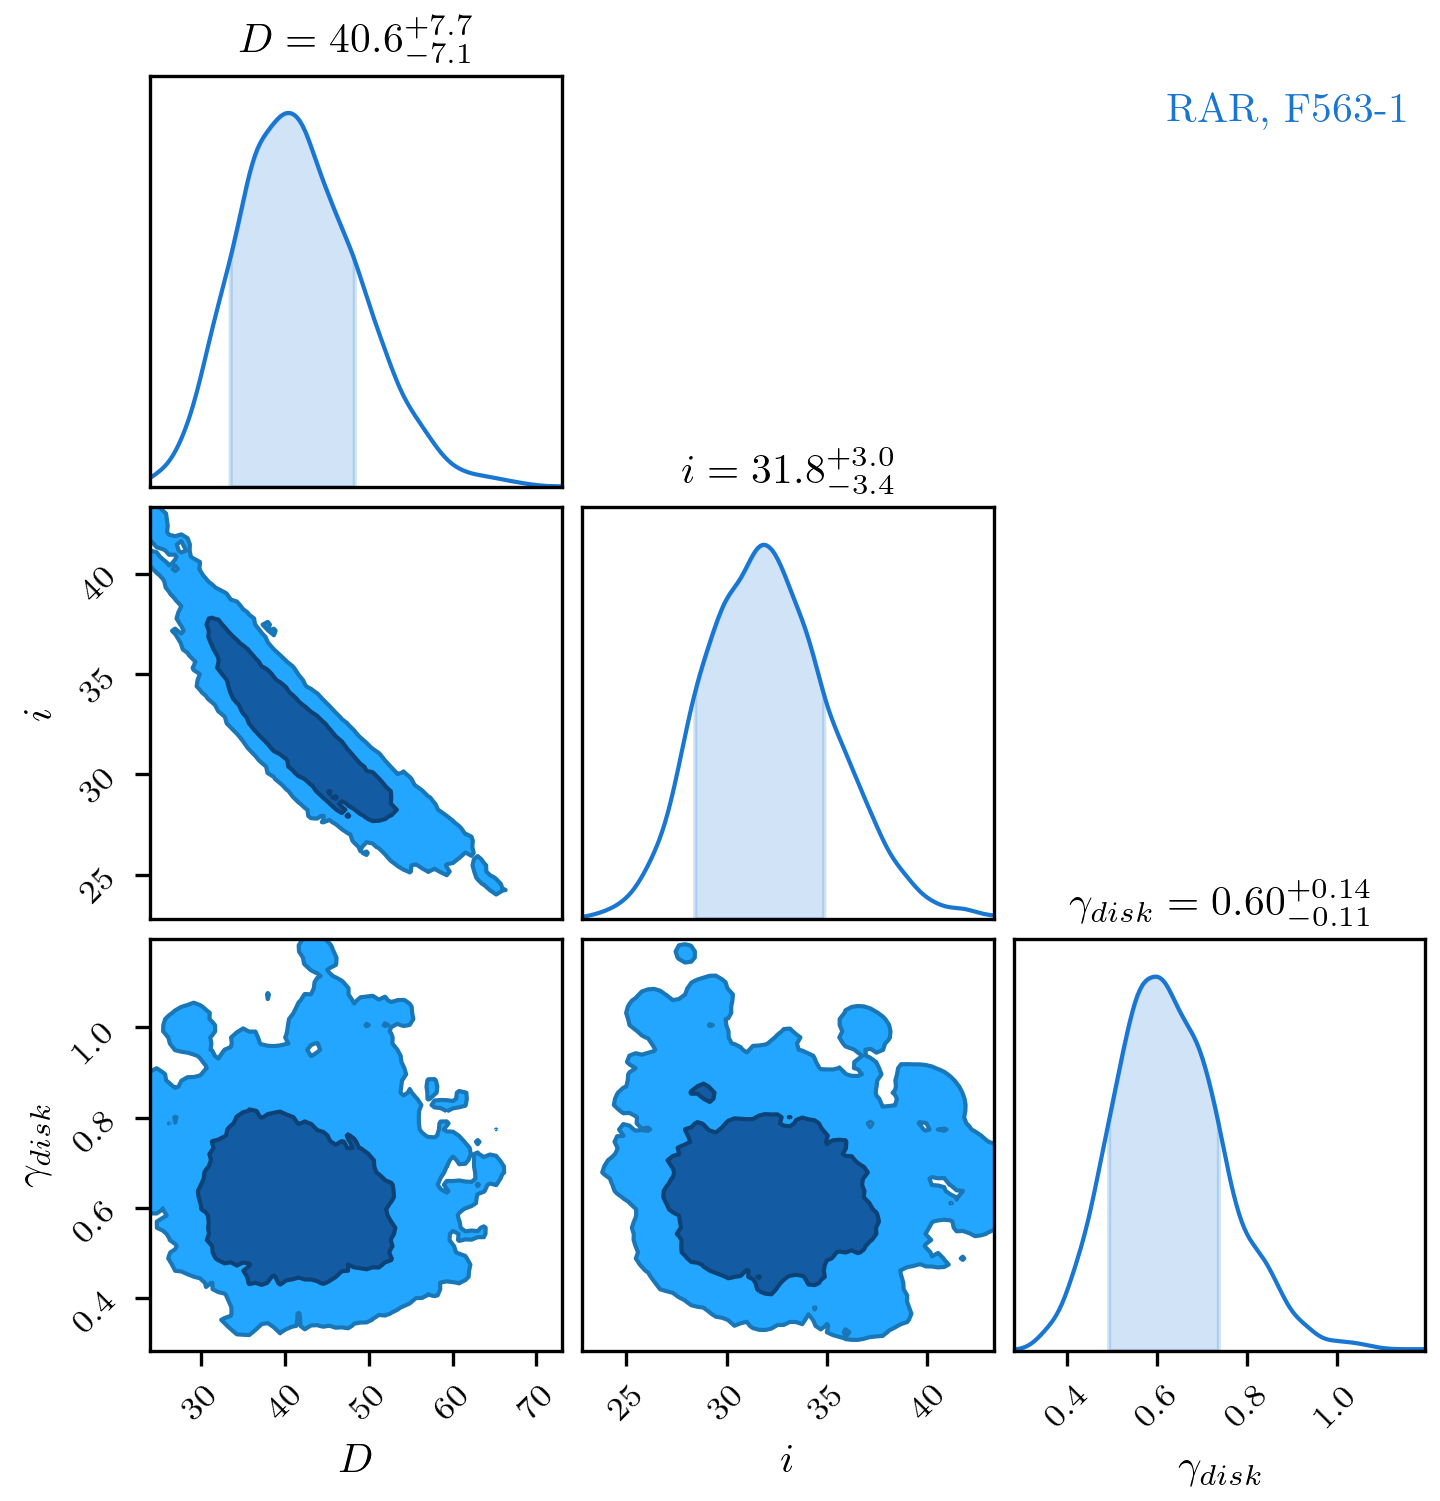 D = 40.6^{+7.7}_{-7.1}
RAR, F563-1
i = 31.8^{+3.0}_{-3.4}
40
35
30
25
i
γ_{disk} = 0.60^{+0.14}_{-0.11}
1.0
0.8
0.6
0.4
γ_{disk}
30 40 50 60 70
25 30 35 40
0.4 0.6 0.8 1.0
D
i
γ_{disk}